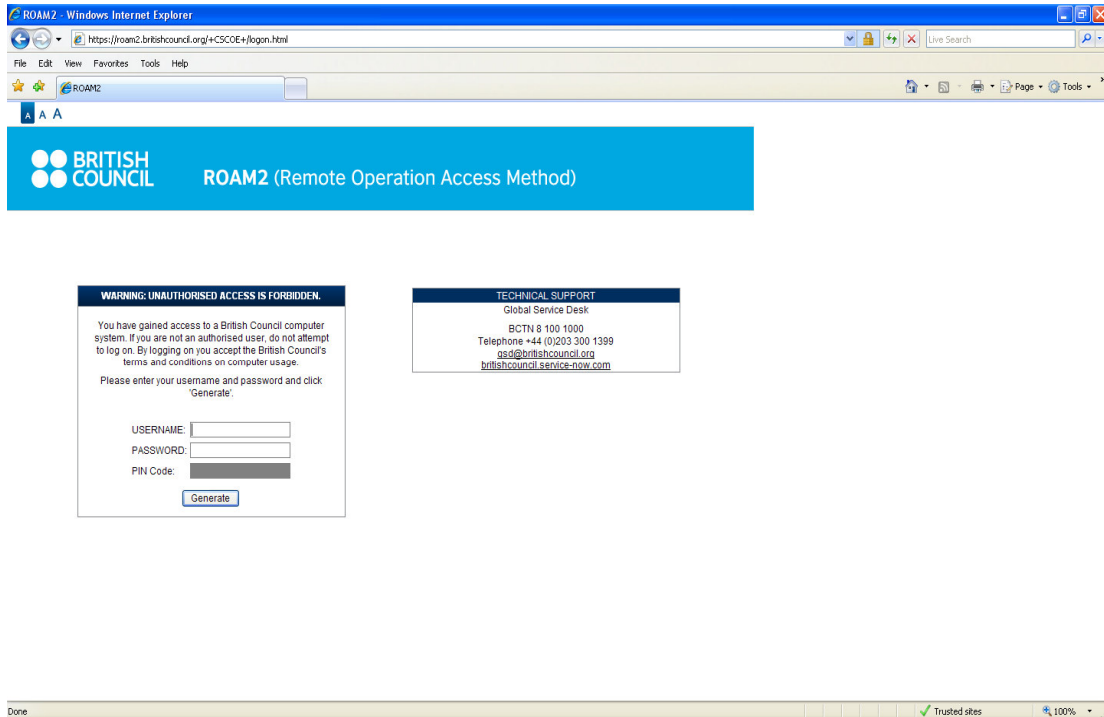 ROAM2 - Windows Internet Explorer
https://roam2.britishcouncil.org/+CSCOE+/logon.html
Live Search
File Edit View Favorites Tools Help
ROAM2
Page Tools
A A A
BRITISH
COUNCIL
ROAM2 (Remote Operation Access Method)
WARNING: UNAUTHORISED ACCESS IS FORBIDDEN.
You have gained access to a British Council computer
system. If you are not an authorised user, do not attempt
to log on. By logging on you accept the British Council's
terms and conditions on computer usage.
Please enter your username and password and click
'Generate'.
USERNAME:
PASSWORD:
PIN Code:
Generate
TECHNICAL SUPPORT
Global Service Desk
BCTN 8 100 1000
Telephone +44 (0)203 300 1399
gsd@britishcouncil.org
britishcouncil.service-now.com
Done
Trusted sites
100%